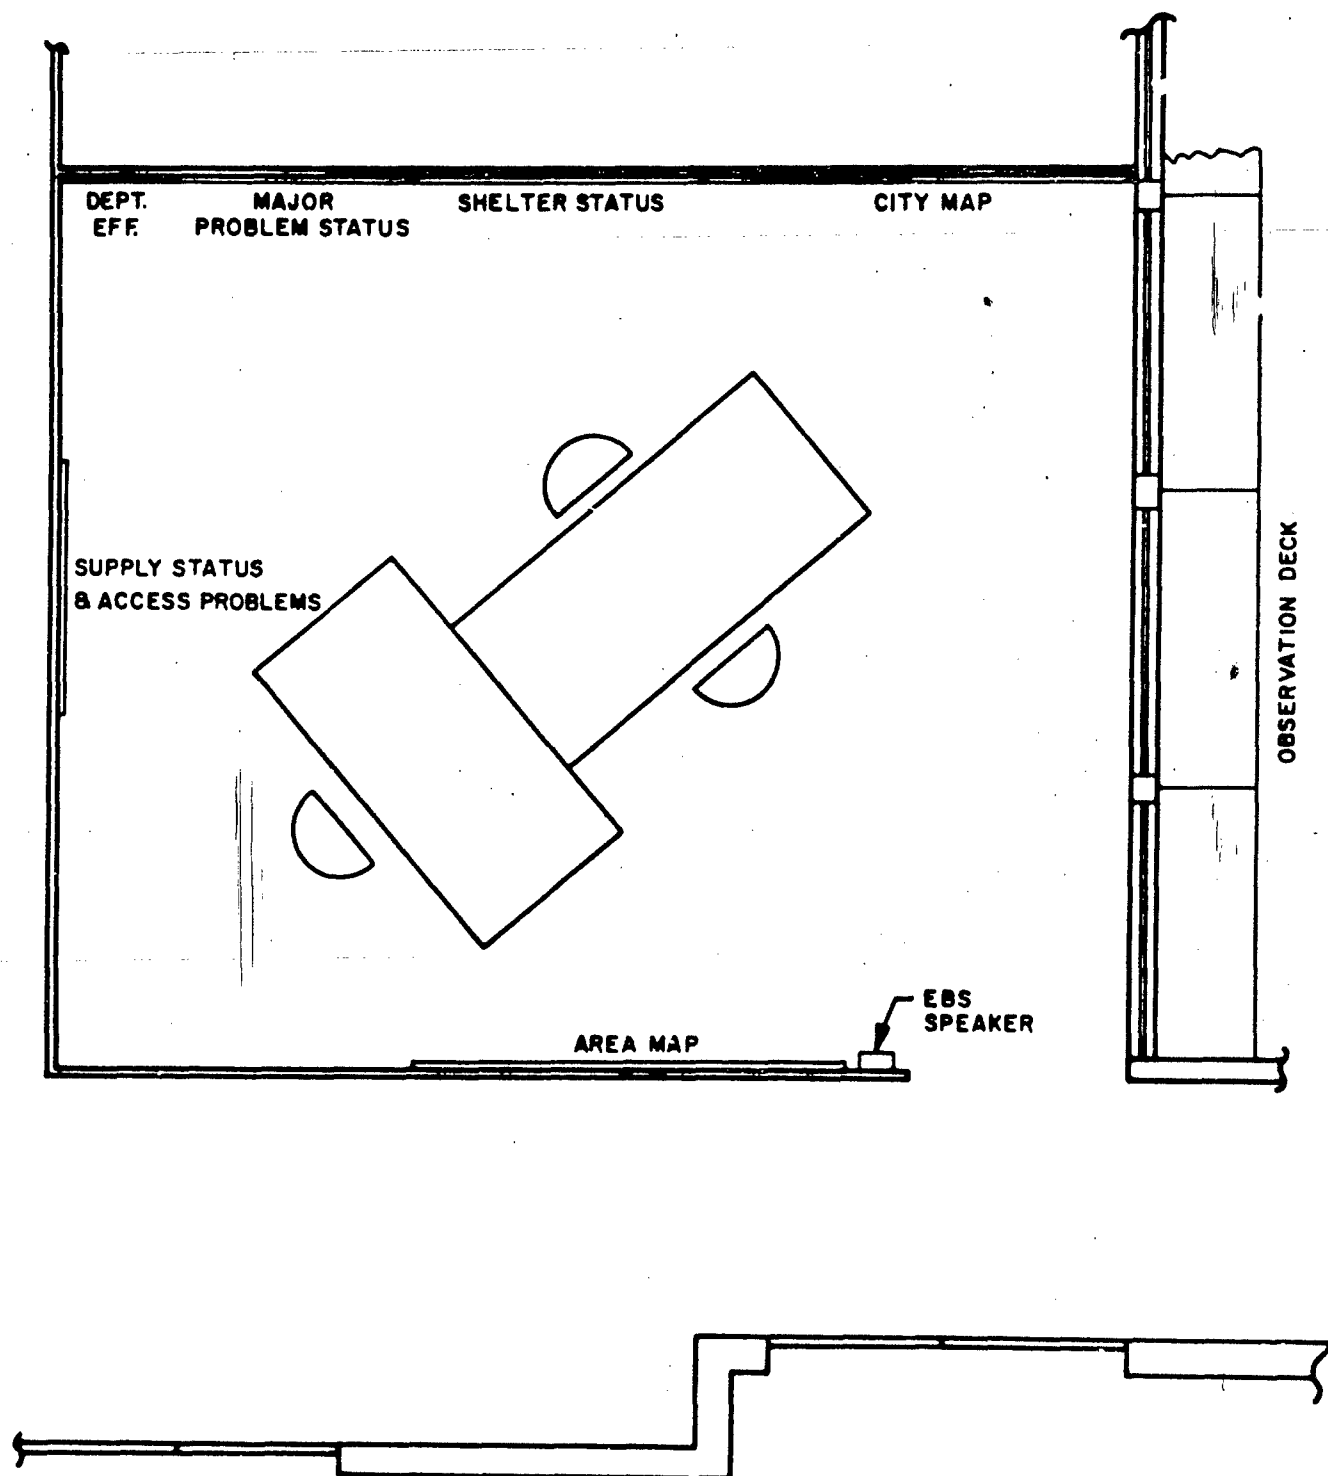 DEPT.
EFF.
MAJOR
PROBLEM STATUS
SHELTER STATUS
CITY MAP
SUPPLY STATUS
& ACCESS PROBLEMS
OBSERVATION DECK
EBS
SPEAKER
AREA MAP